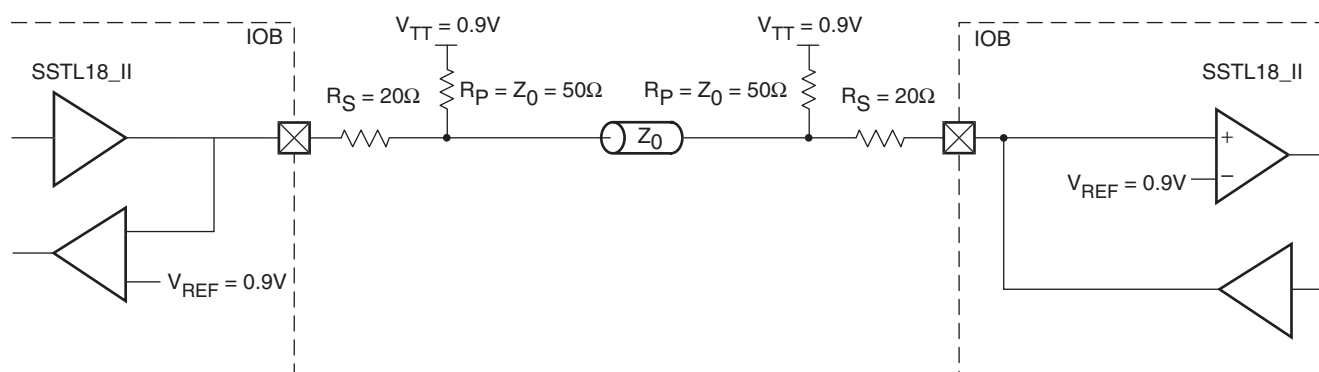 IOB
SSTL18_II
V_TT = 0.9V
R_S = 20Ω
R_P = Z_0 = 50Ω
Z_0
V_TT = 0.9V
R_P = Z_0 = 50Ω
R_S = 20Ω
IOB
SSTL18_II
+
V_REF = 0.9V
−
V_REF = 0.9V